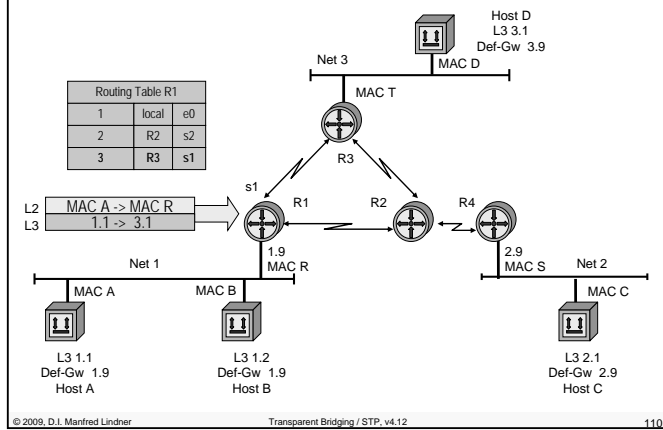 Host D
L3 3.1
Def-Gw 3.9
Net 3
MAC D
MAC T
Routing Table R1
1 local e0
2 R2 s2
3 R3 s1
R3
s1
L2 MAC A -> MAC R
L3 1.1 -> 3.1
R1
R2
R4
1.9
MAC R
2.9
MAC S
Net 1
Net 2
MAC A
MAC B
MAC C
L3 1.1
Def-Gw 1.9
Host A
L3 1.2
Def-Gw 1.9
Host B
L3 2.1
Def-Gw 2.9
Host C
© 2009, D.I. Manfred Lindner
Transparent Bridging / STP, v4.12
110